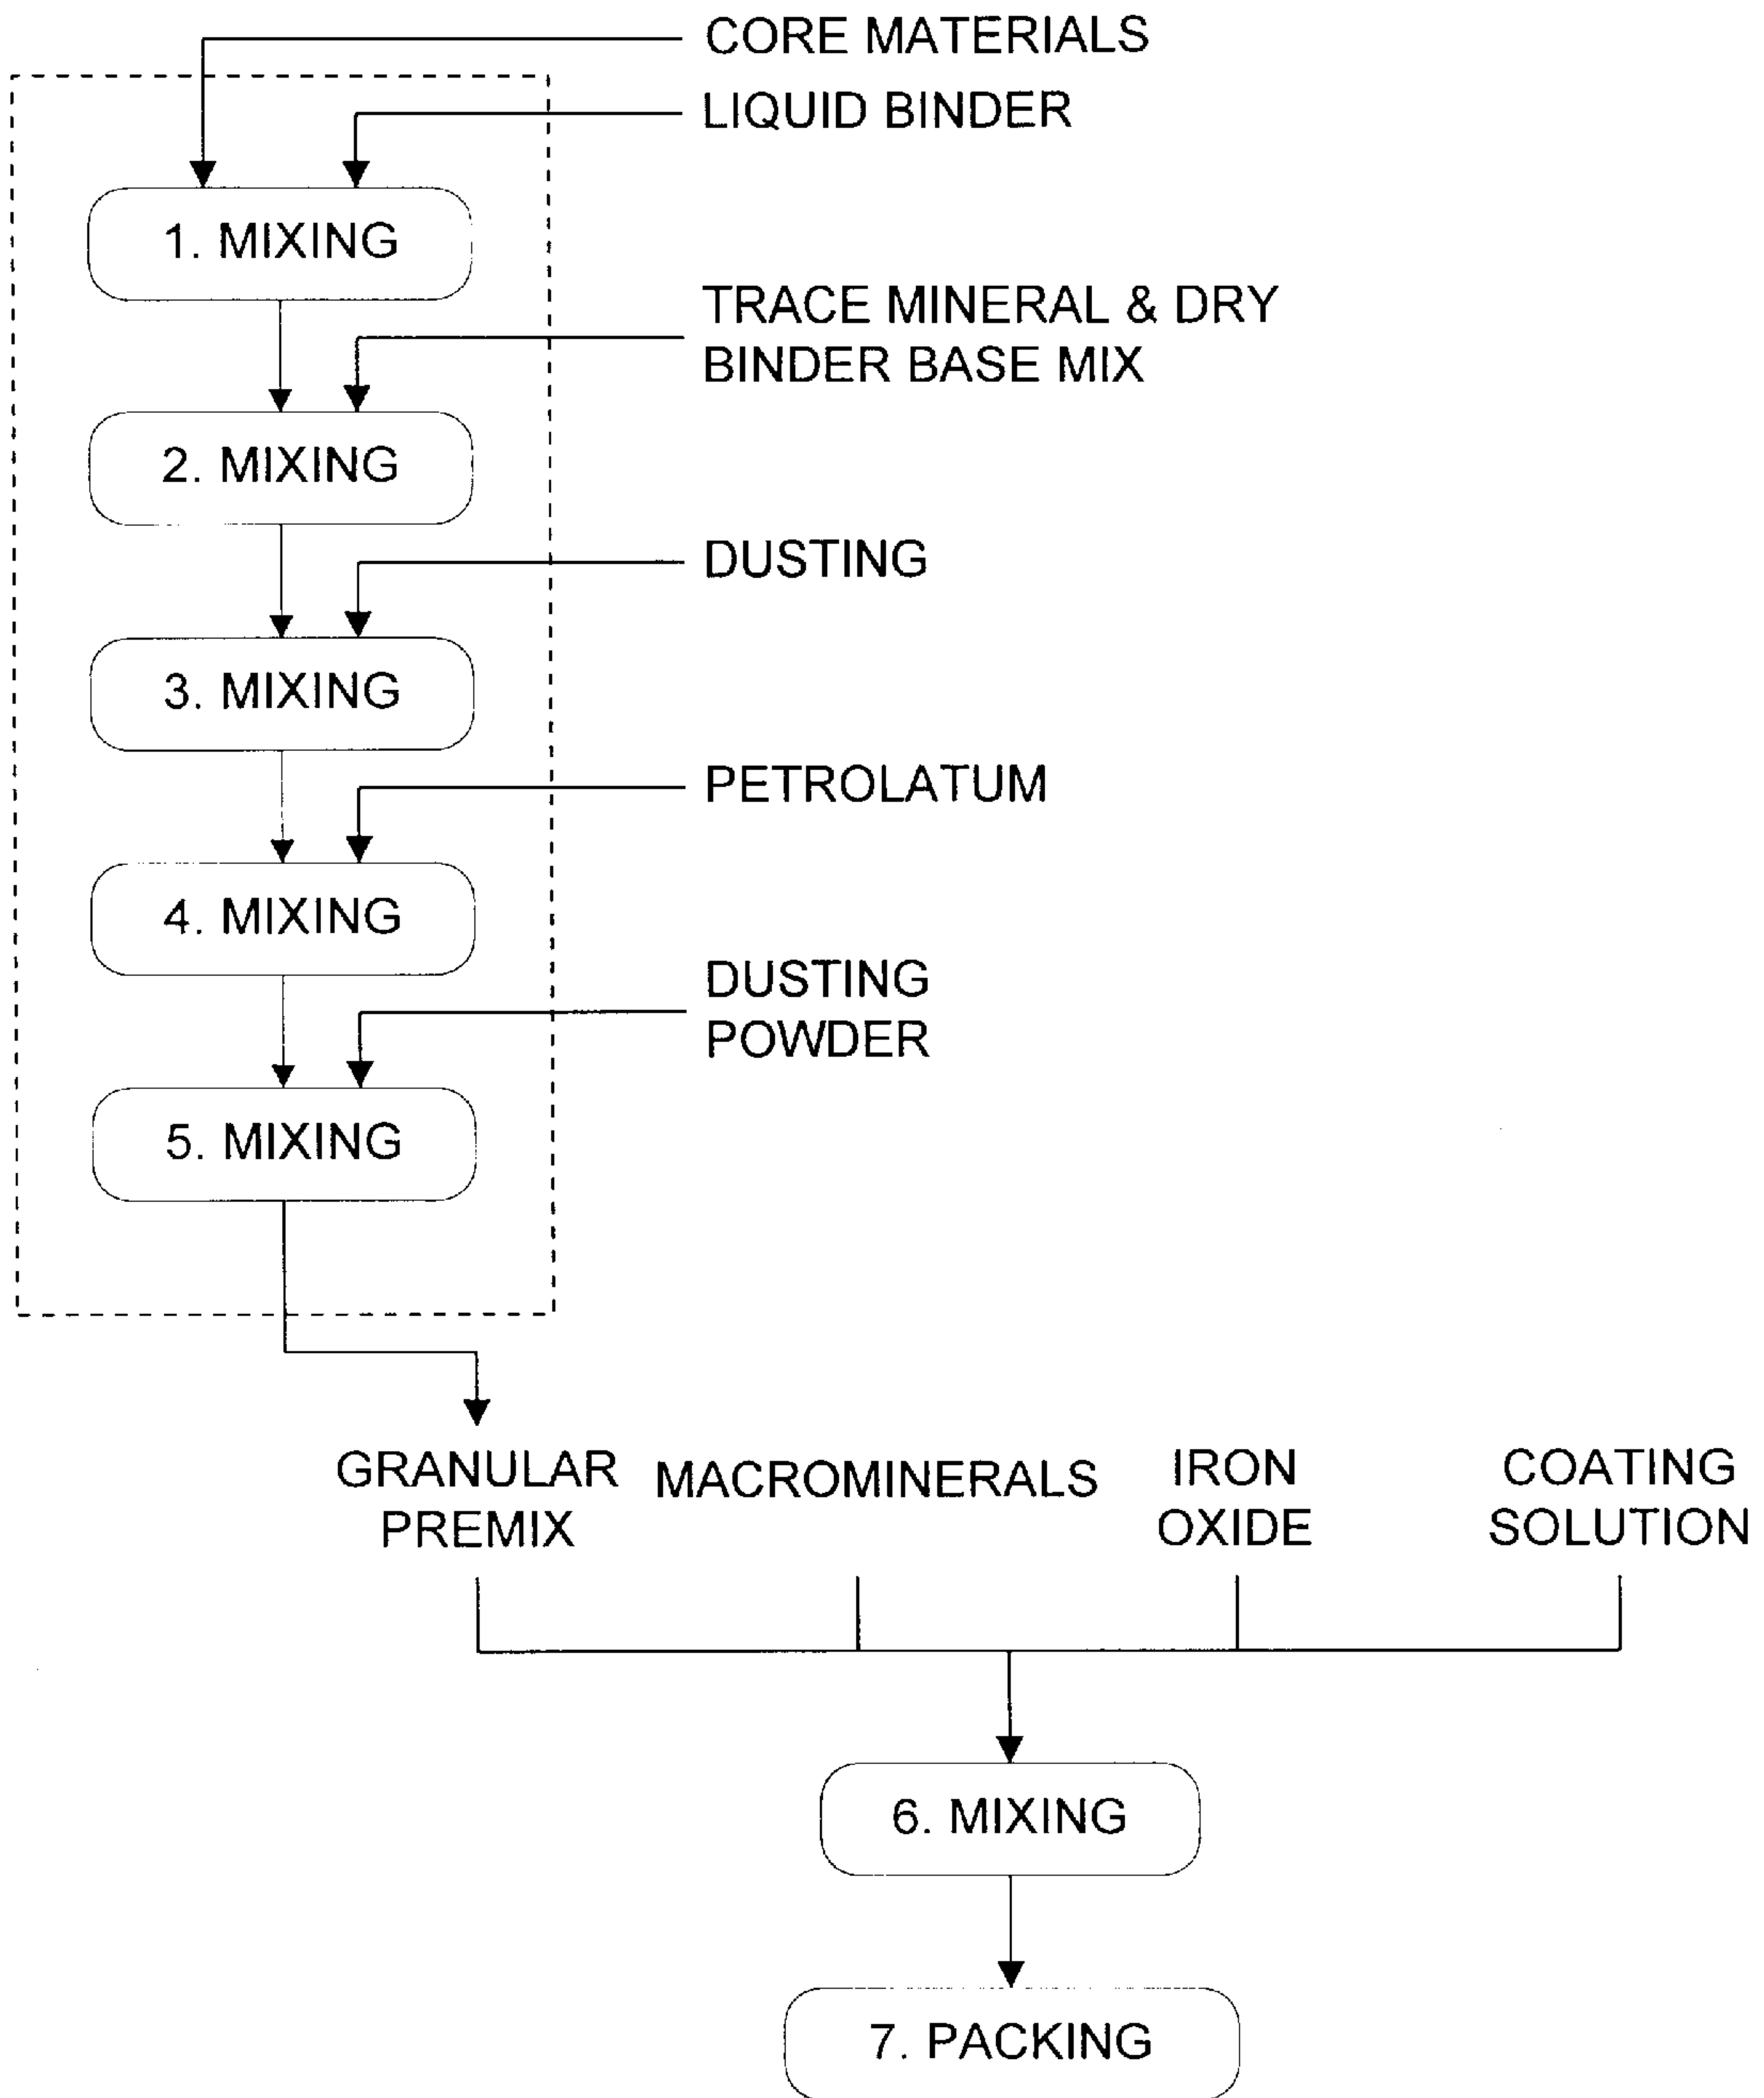 CORE MATERIALS
LIQUID BINDER
1. MIXING
TRACE MINERAL & DRY
BINDER BASE MIX
2. MIXING
DUSTING
3. MIXING
PETROLATUM
4. MIXING
DUSTING
POWDER
5. MIXING
GRANULAR
PREMIX
MACROMINERALS
IRON
OXIDE
COATING
SOLUTION
6. MIXING
7. PACKING